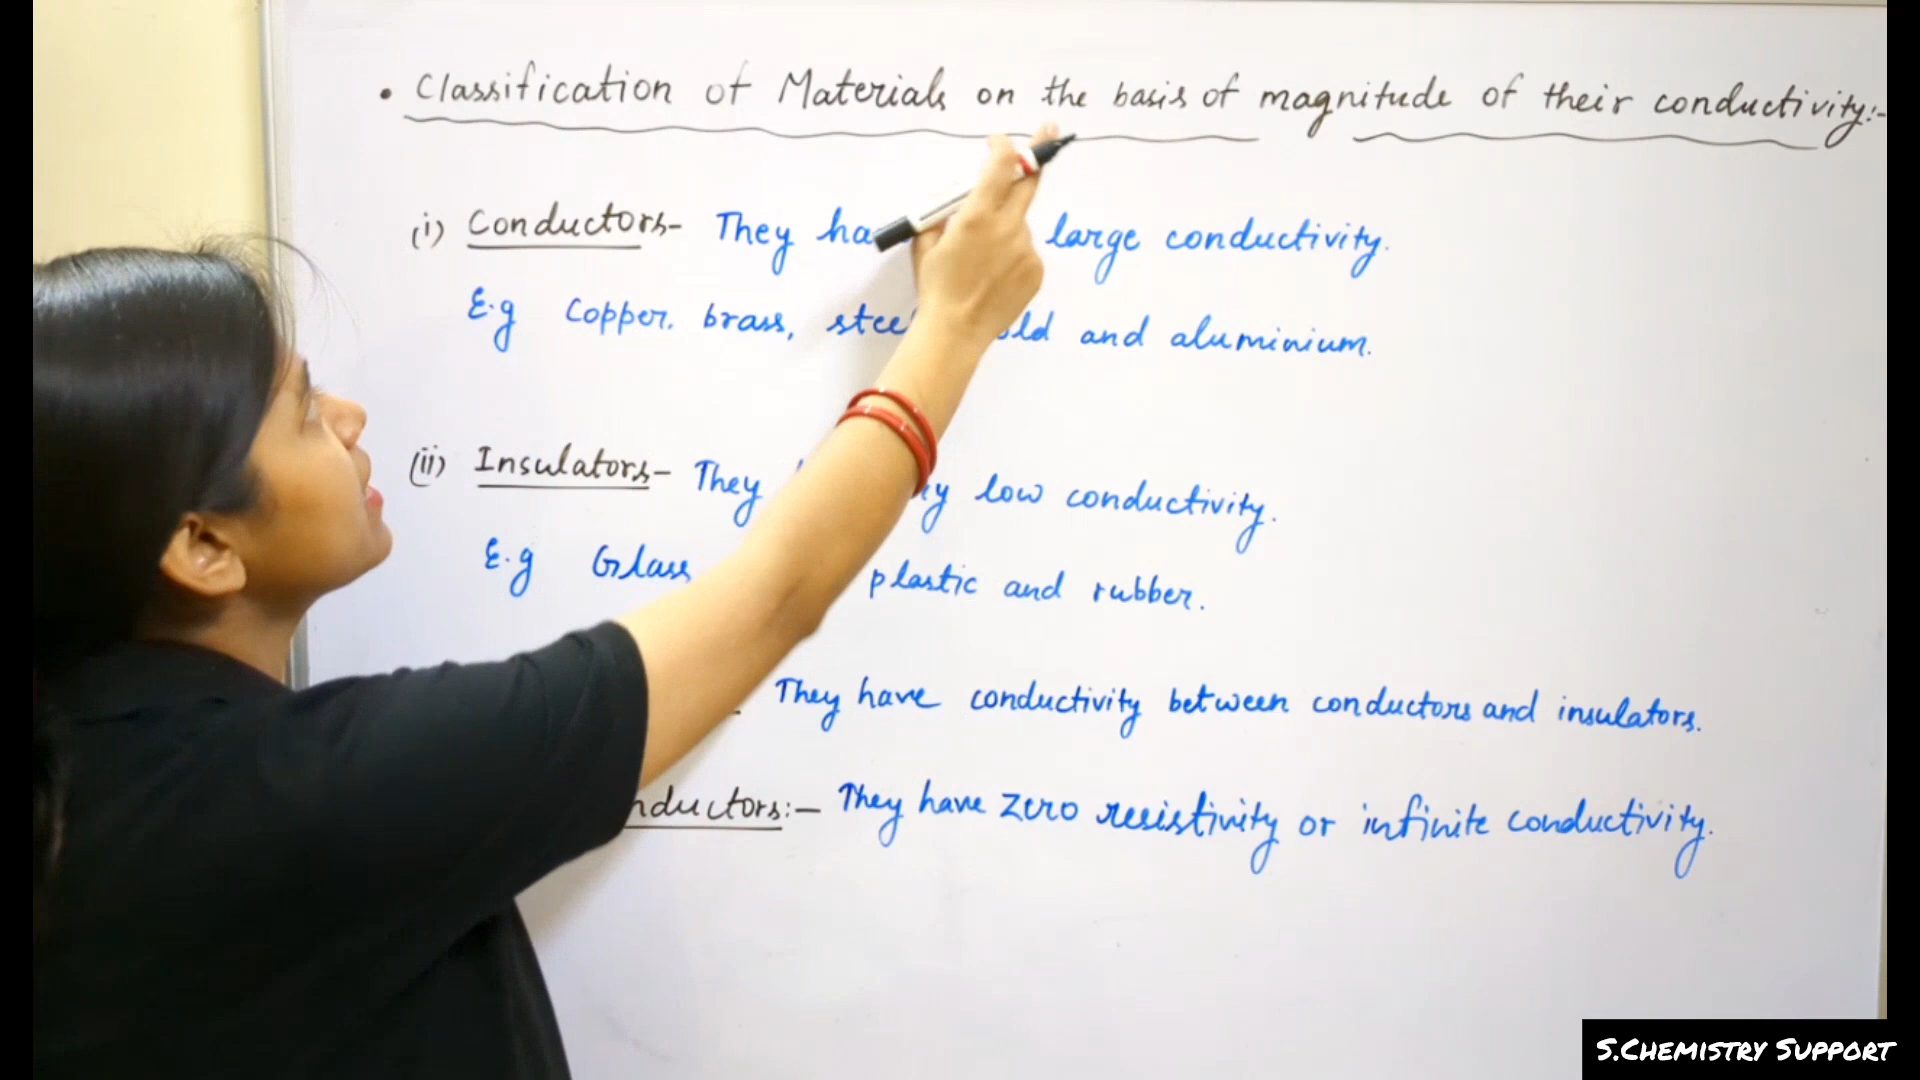 • Classification of Materials on the basis of magnitude of their conductivity:-
(i) Conductors- They large conductivity.
E.g Copper. brass, and aluminium.
(ii) Insulators- They low conductivity.
E.g Glass plastic and rubber.
They have conductivity between conductors and insulators.
They have zero resistivity or infinite conductivity.
S.Chemistry Support